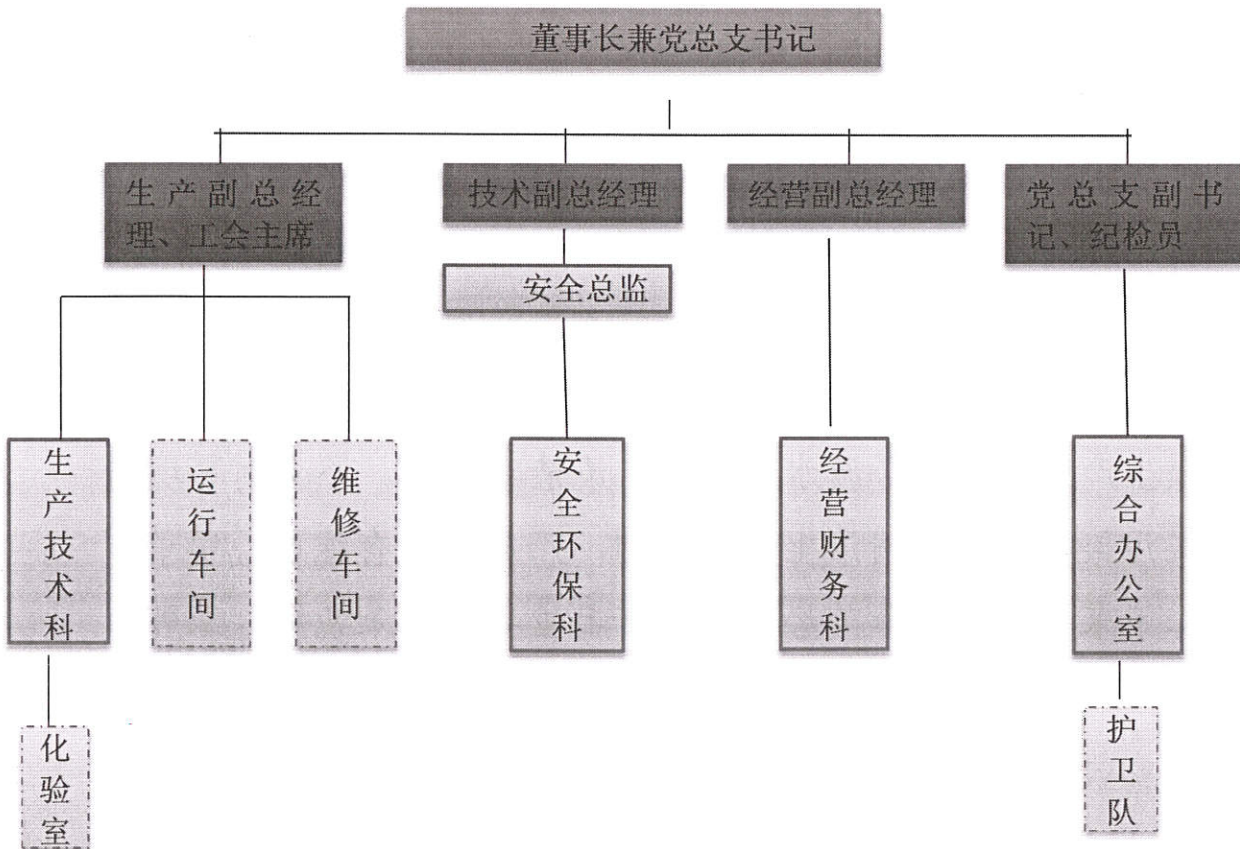 董事长兼党总支书记
生产副总经
理、工会主席
技术副总经理
经营副总经理
党总支副书
记、纪检员
安全总监
生产技术科
运行车间
维修车间
安全环保科
经营财务科
综合办公室
化验室
护卫队